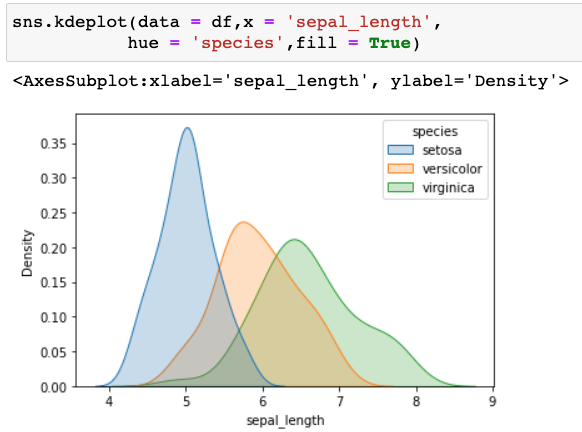 sns.kdeplot(data = df,x = 'sepal_length',
hue = 'species',fill = True)
<AxesSubplot:xlabel='sepal_length', ylabel='Density'>
species
setosa
versicolor
virginica
0.35
0.30
0.25
0.20
0.15
0.10
0.05
0.00
Density
4 5 6 7 8 9
sepal_length